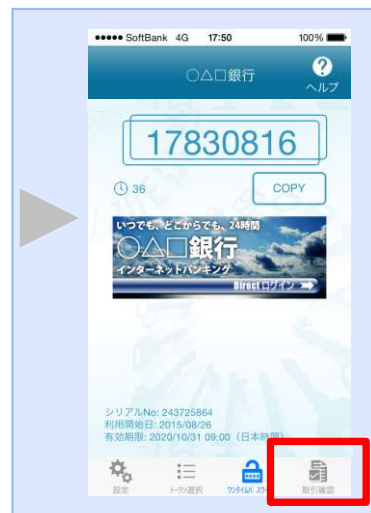 ●●●●● SoftBank 4G 17:50 100%
○△□銀行
?
ヘルプ
17830816
36
COPY
いつでも、どこからでも、24時間
○△□銀行
インターネットバンキング
Directログイン
シリアルNo: 243725864
利用開始日: 2015/08/26
有効期限: 2020/10/31 09:00（日本時間）
設定
トークン選択
ワンタイムパスワード
取引確認